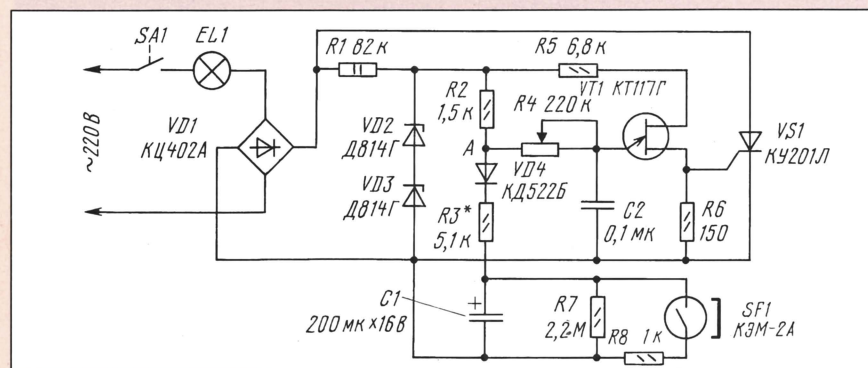 SA1
EL1
~220В
VD1
КЦ402А
R1 82 к
R2
1,5 к
R5 6,8 к
VT1 КТ117Г
R4 220 к
VD2
Д814Г
VD3
Д814Г
A
VD4
КД522Б
R3*
5,1 к
C2
0,1 мк
VS1
КУ201Л
R6
150
C1
200 мк × 16 В
+
R7
2,2 М
R8 1 к
SF1
КЭМ-2А